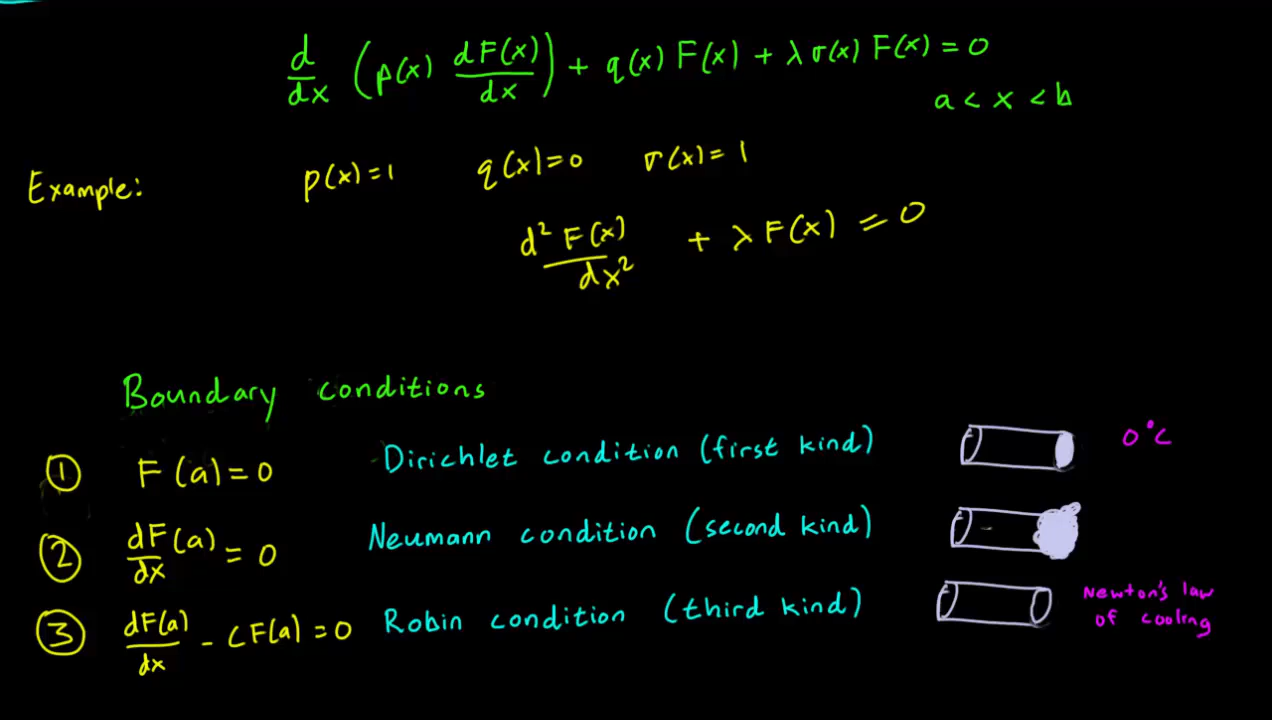 d/dx (p(x) dF(x)/dx) + q(x) F(x) + λ σ(x) F(x) = 0
a < x < b
Example: p(x) = 1 q(x) = 0 σ(x) = 1
d² F(x)/dx² + λ F(x) = 0
Boundary conditions
① F(a) = 0 Dirichlet condition (first kind) 0°C
② dF/dx (a) = 0 Neumann condition (second kind)
③ dF(a)/dx - cF(a) = 0 Robin condition (third kind) Newton's law
of cooling